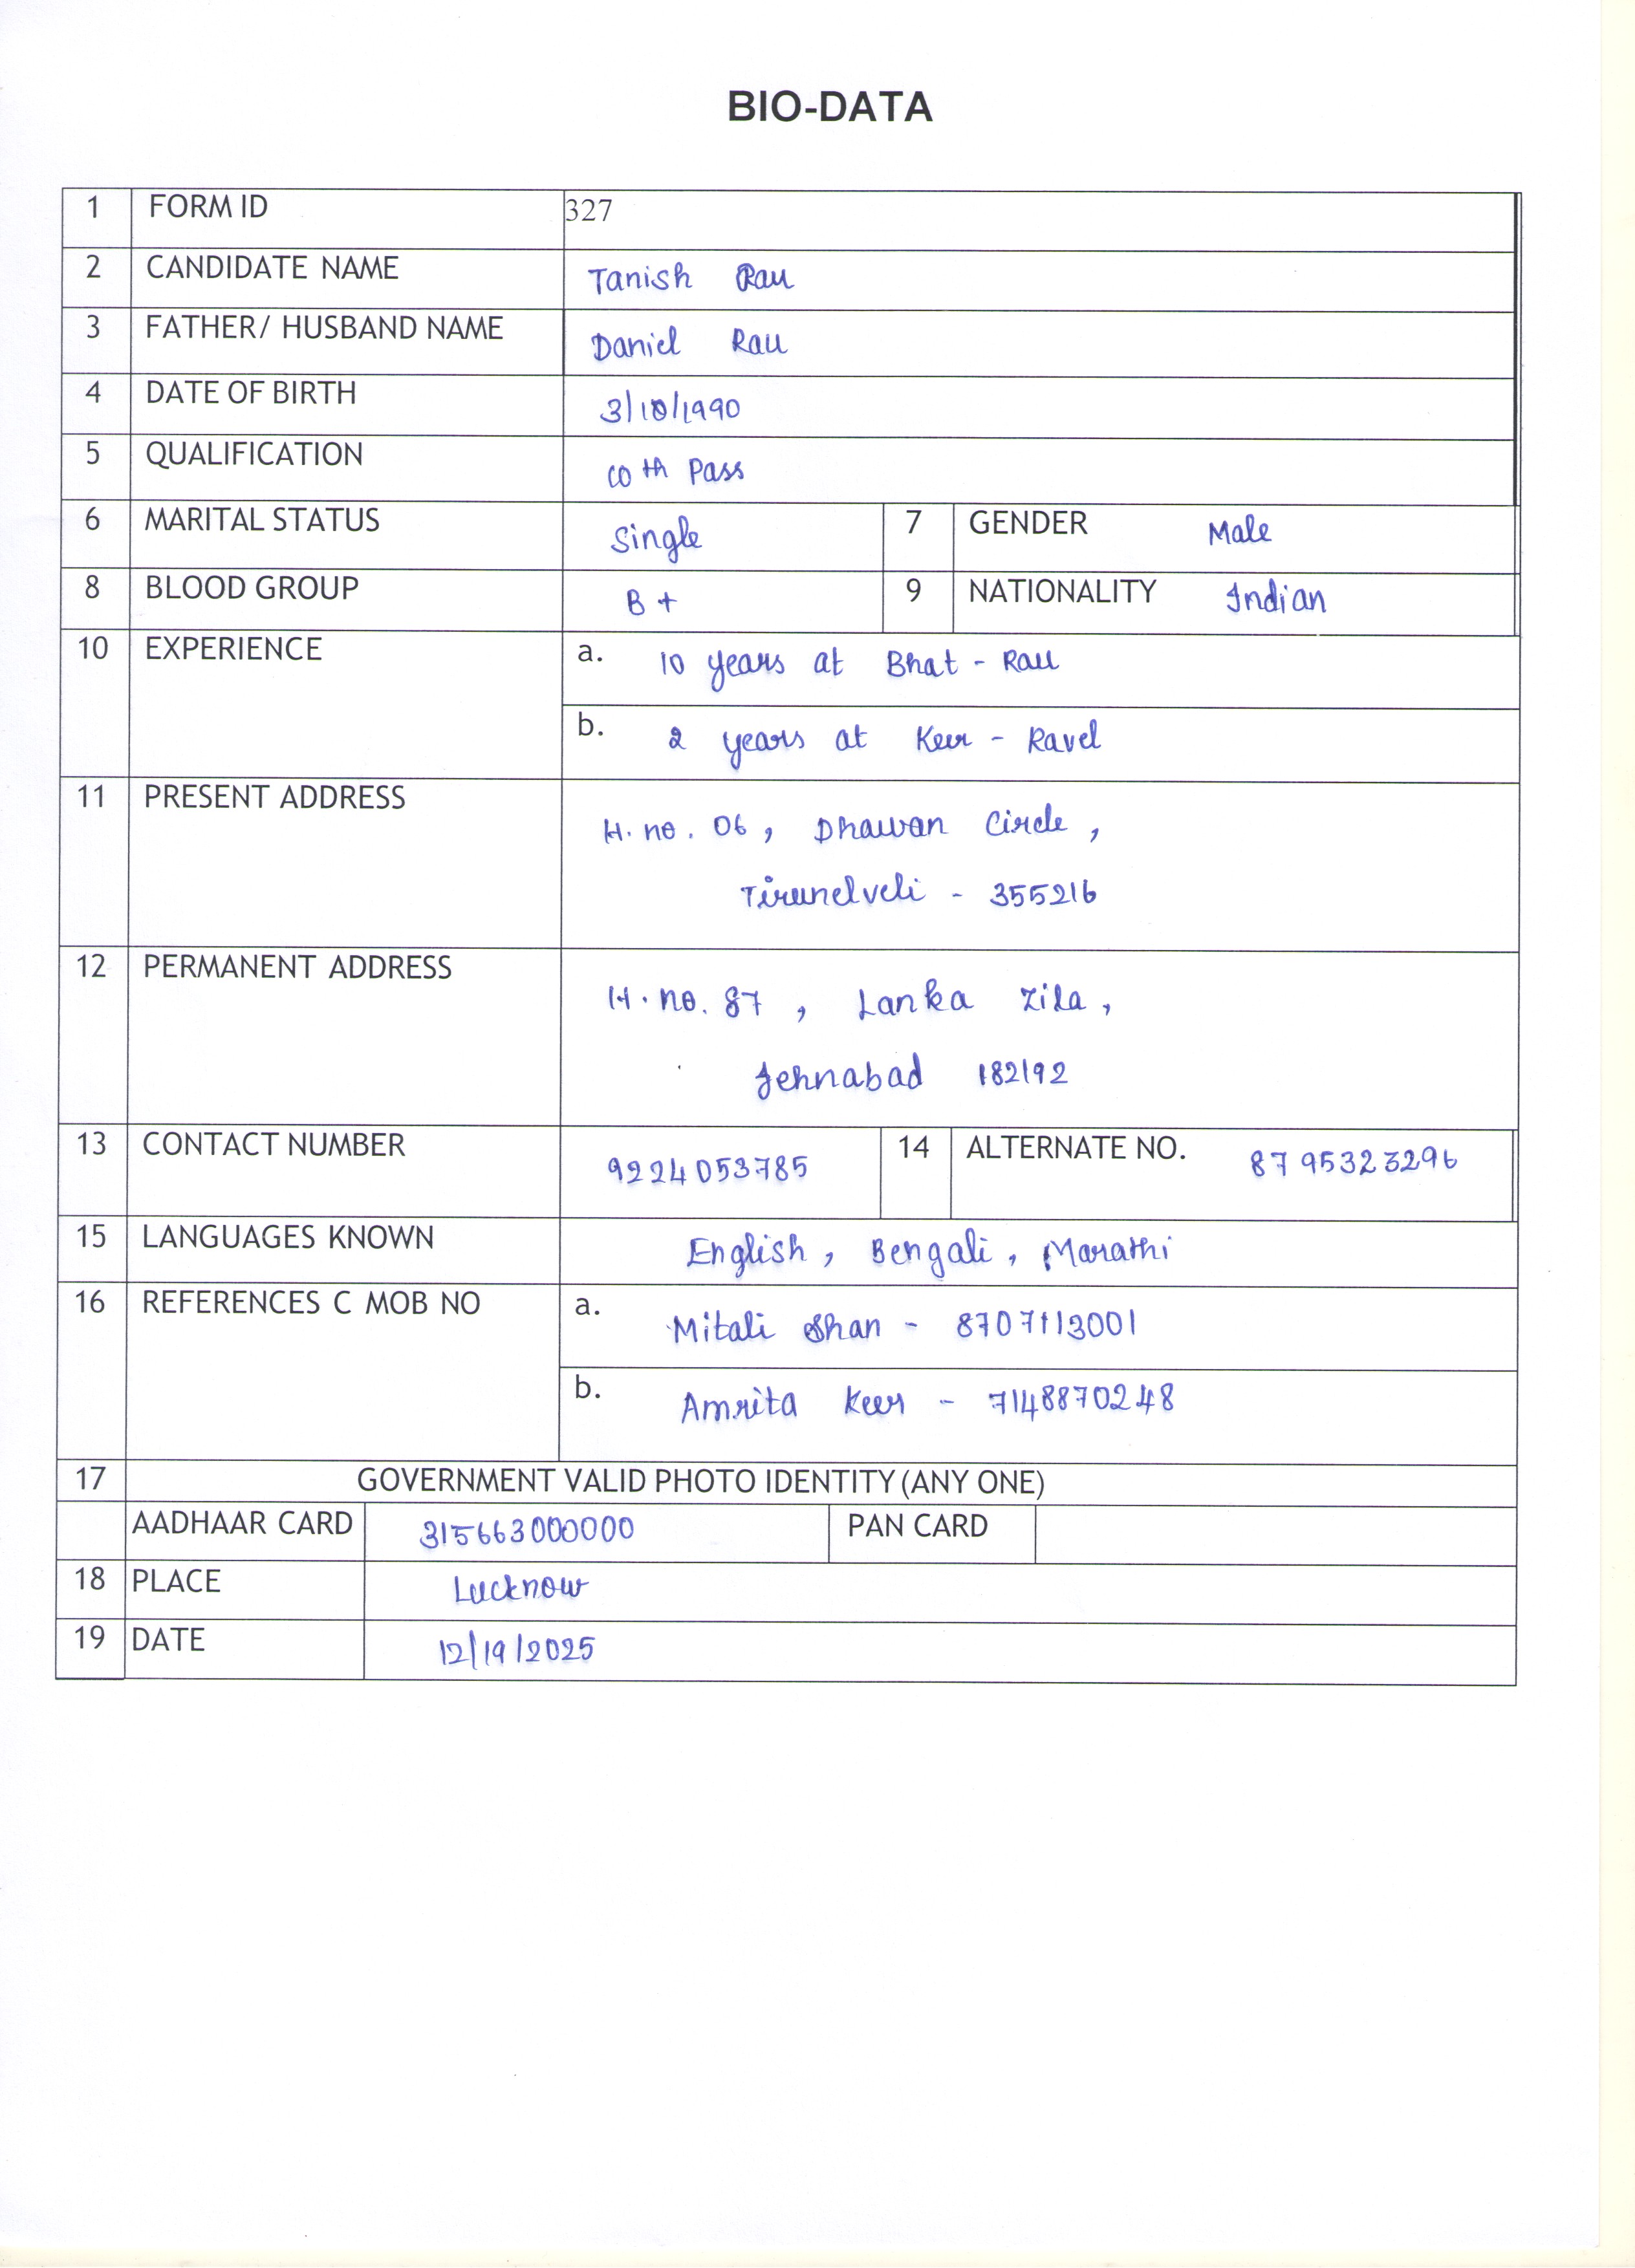 BIO-DATA
1 FORM ID 327
2 CANDIDATE NAME Tanish Rau
3 FATHER/ HUSBAND NAME Daniel Rau
4 DATE OF BIRTH 3/10/1990
5 QUALIFICATION 10th Pass
6 MARITAL STATUS Single 7 GENDER Male
8 BLOOD GROUP B+ 9 NATIONALITY Indian
10 EXPERIENCE a. 10 years at Bhat - Rau
b. 2 years at Keer - Ravel
11 PRESENT ADDRESS H. no. 06, Dhawan Circle,
Tirunelveli - 355216
12 PERMANENT ADDRESS H. no. 87, Lanka Zila,
Jehnabad 182192
13 CONTACT NUMBER 9224053785 14 ALTERNATE NO. 8795323296
15 LANGUAGES KNOWN English, Bengali, Marathi
16 REFERENCES C MOB NO a. Mitali Shan - 8707113001
b. Amrita Keer - 7148870248
17 GOVERNMENT VALID PHOTO IDENTITY (ANY ONE)
AADHAAR CARD 315663000000 PAN CARD
18 PLACE Lucknow
19 DATE 12/19/2025